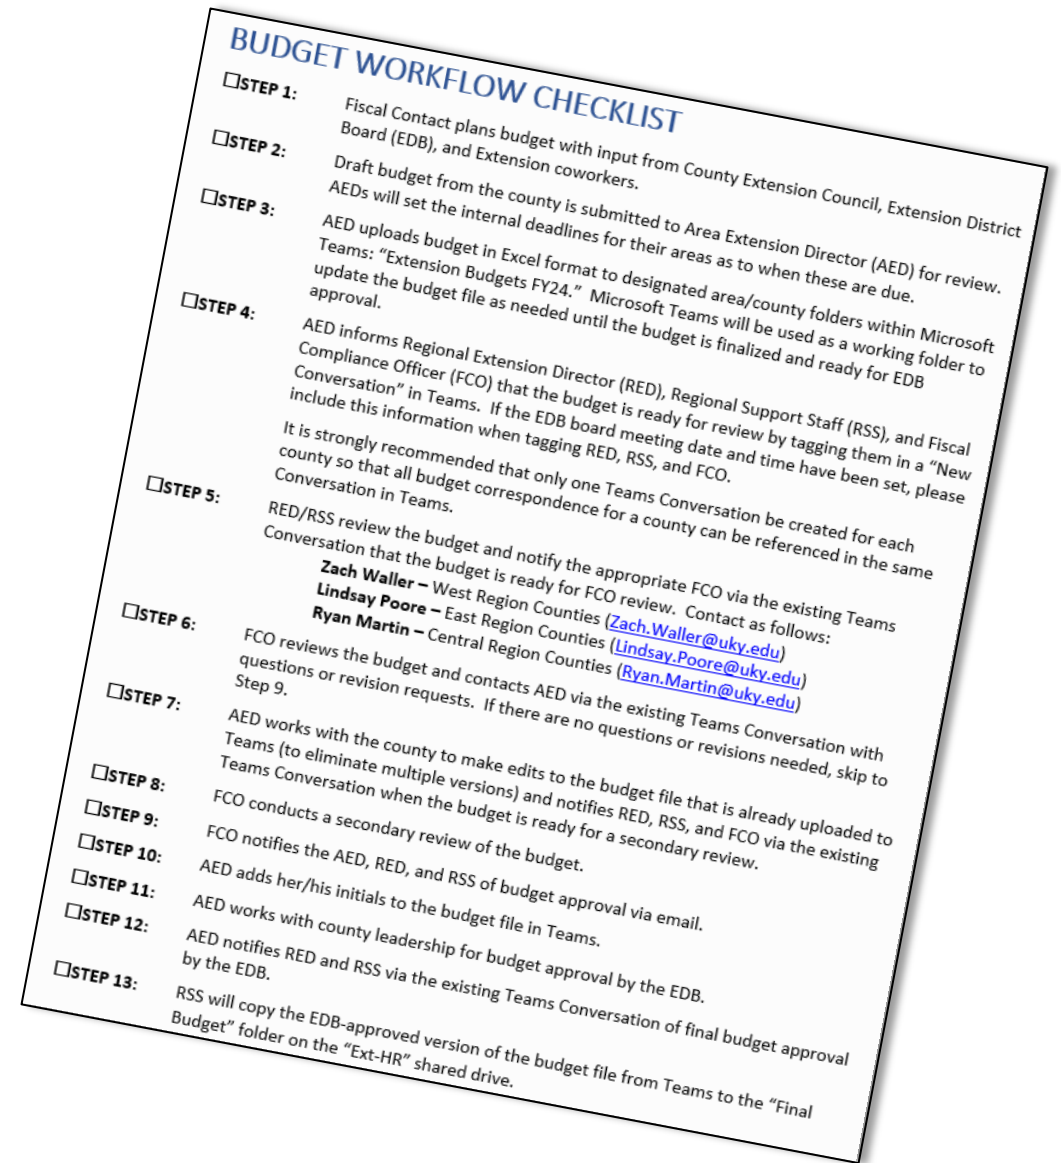 BUDGET WORKFLOW CHECKLIST
☐STEP 1: Fiscal Contact plans budget with input from County Extension Council, Extension District
Board (EDB), and Extension coworkers.
☐STEP 2: Draft budget from the county is submitted to Area Extension Director (AED) for review.
AEDs will set the internal deadlines for their areas as to when these are due.
☐STEP 3: AED uploads budget in Excel format to designated area/county folders within Microsoft
Teams: “Extension Budgets FY24.” Microsoft Teams will be used as a working folder to
update the budget file as needed until the budget is finalized and ready for EDB
approval.
☐STEP 4: AED informs Regional Extension Director (RED), Regional Support Staff (RSS), and Fiscal
Compliance Officer (FCO) that the budget is ready for review by tagging them in a “New
Conversation” in Teams. If the EDB board meeting date and time have been set, please
include this information when tagging RED, RSS, and FCO.
It is strongly recommended that only one Teams Conversation be created for each
county so that all budget correspondence for a county can be referenced in the same
Conversation in Teams.
☐STEP 5: RED/RSS review the budget and notify the appropriate FCO via the existing Teams
Conversation that the budget is ready for FCO review. Contact as follows:
Zach Waller – West Region Counties (Zach.Waller@uky.edu)
Lindsay Poore – East Region Counties (Lindsay.Poore@uky.edu)
Ryan Martin – Central Region Counties (Ryan.Martin@uky.edu)
☐STEP 6: FCO reviews the budget and contacts AED via the existing Teams Conversation with
questions or revision requests. If there are no questions or revisions needed, skip to
Step 9.
☐STEP 7: AED works with the county to make edits to the budget file that is already uploaded to
Teams (to eliminate multiple versions) and notifies RED, RSS, and FCO via the existing
Teams Conversation when the budget is ready for a secondary review.
☐STEP 8: FCO conducts a secondary review of the budget.
☐STEP 9: FCO notifies the AED, RED, and RSS of budget approval via email.
☐STEP 10: AED adds her/his initials to the budget file in Teams.
☐STEP 11: AED works with county leadership for budget approval by the EDB.
☐STEP 12: AED notifies RED and RSS via the existing Teams Conversation of final budget approval
by the EDB.
☐STEP 13: RSS will copy the EDB-approved version of the budget file from Teams to the “Final
Budget” folder on the “Ext-HR” shared drive.